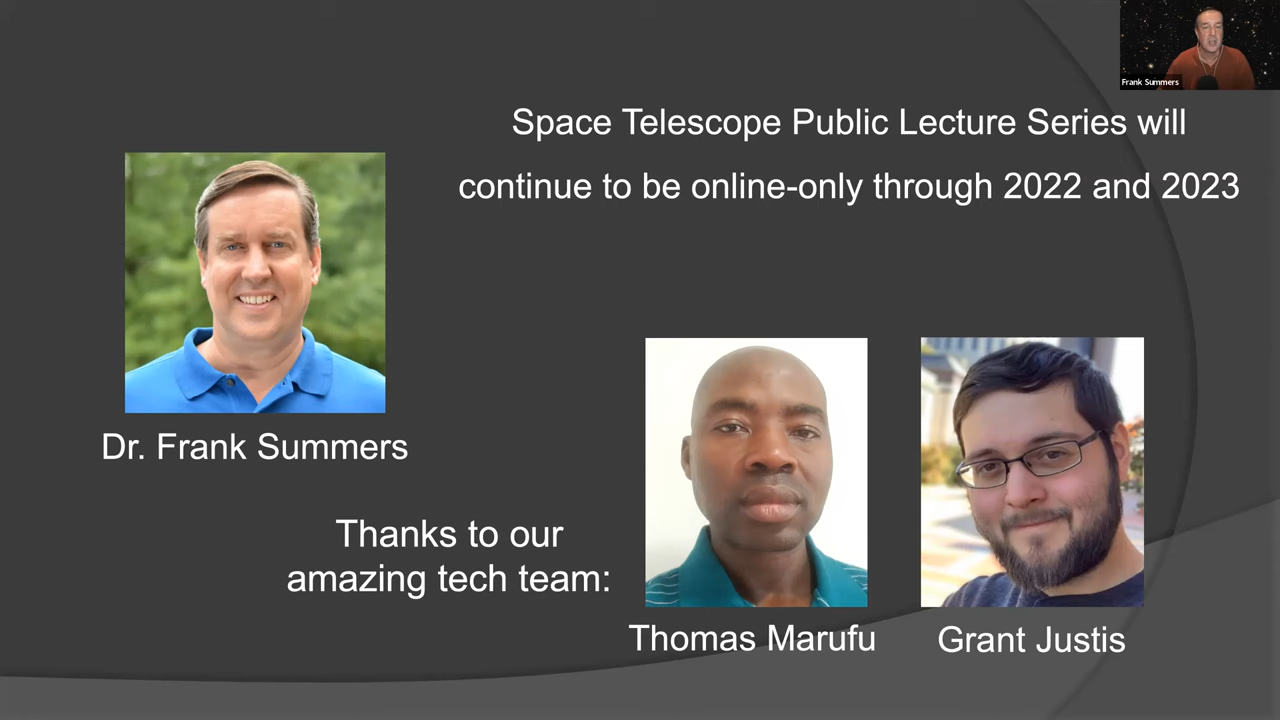 Frank Summers
Space Telescope Public Lecture Series will
continue to be online-only through 2022 and 2023
Dr. Frank Summers
Thanks to our
amazing tech team:
Thomas Marufu
Grant Justis